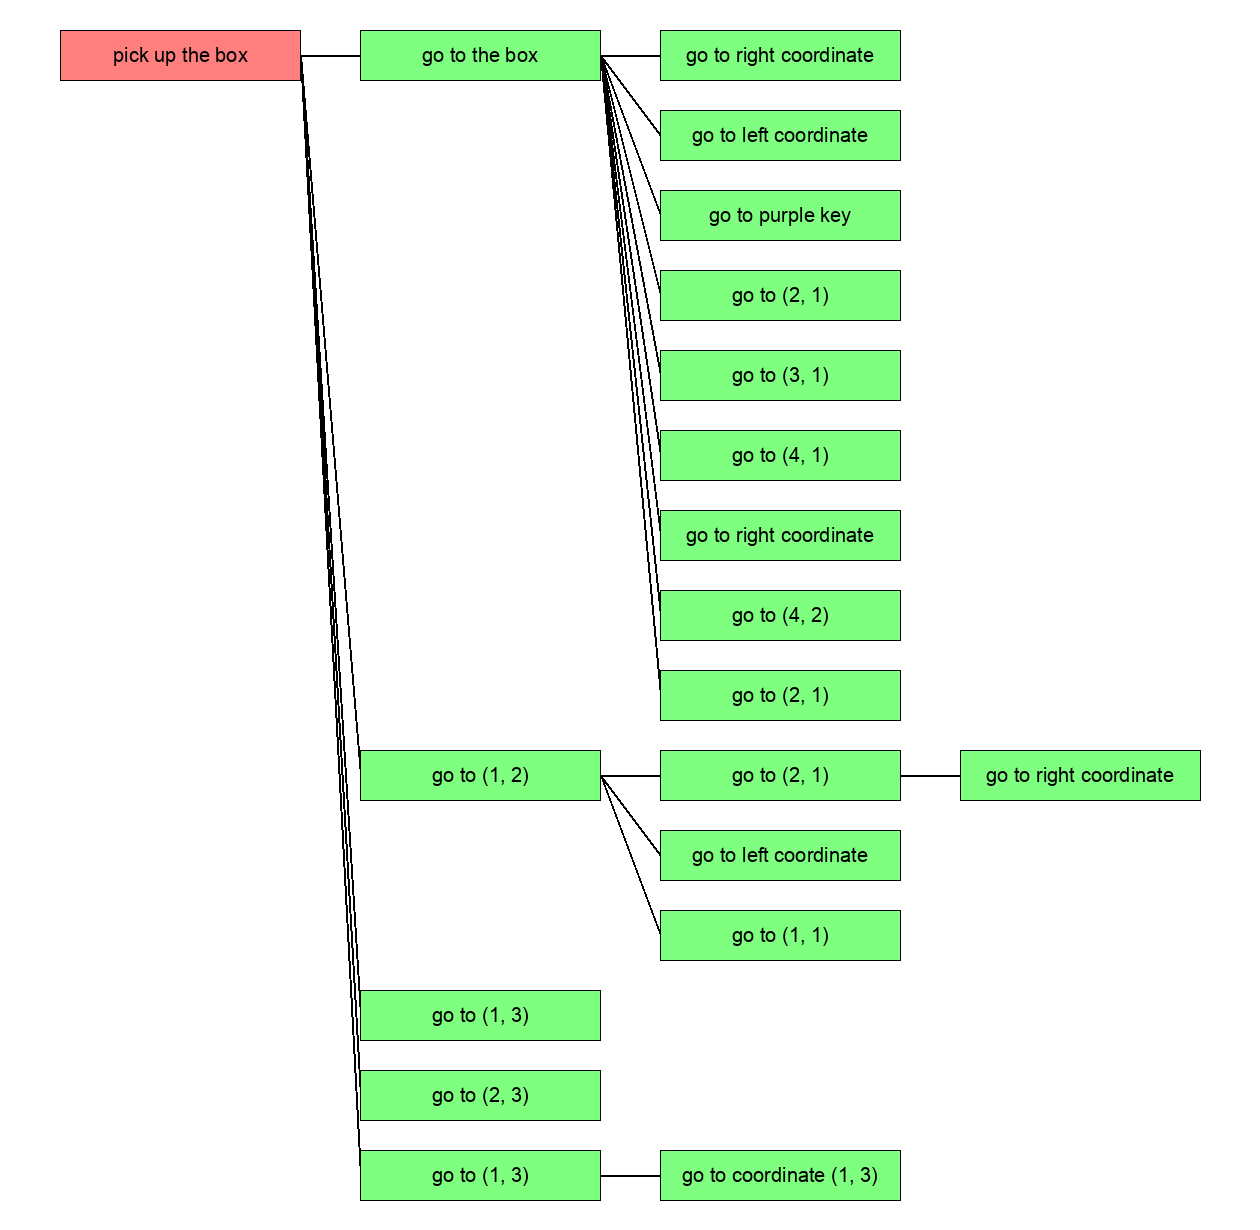 pick up the box
go to the box
go to right coordinate
go to left coordinate
go to purple key
go to (2, 1)
go to (3, 1)
go to (4, 1)
go to right coordinate
go to (4, 2)
go to (2, 1)
go to (1, 2)
go to (2, 1)
go to right coordinate
go to left coordinate
go to (1, 1)
go to (1, 3)
go to (2, 3)
go to (1, 3)
go to coordinate (1, 3)